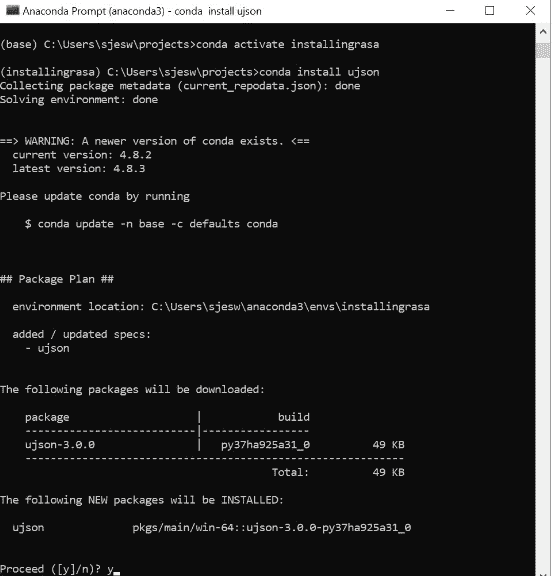 Anaconda Prompt (anaconda3) - conda  install ujson
(base) C:\Users\sjesw\projects>conda activate installingrasa
(installingrasa) C:\Users\sjesw\projects>conda install ujson
Collecting package metadata (current_repodata.json): done
Solving environment: done
==> WARNING: A newer version of conda exists. <==
  current version: 4.8.2
  latest version: 4.8.3
Please update conda by running
    $ conda update -n base -c defaults conda
## Package Plan ##
  environment location: C:\Users\sjesw\anaconda3\envs\installingrasa
  added / updated specs:
    - ujson
The following packages will be downloaded:
    package                    |            build
    ---------------------------|-----------------
    ujson-3.0.0                |   py37ha925a31_0          49 KB
    ------------------------------------------------------------
                                           Total:          49 KB
The following NEW packages will be INSTALLED:
  ujson              pkgs/main/win-64::ujson-3.0.0-py37ha925a31_0
Proceed ([y]/n)? y